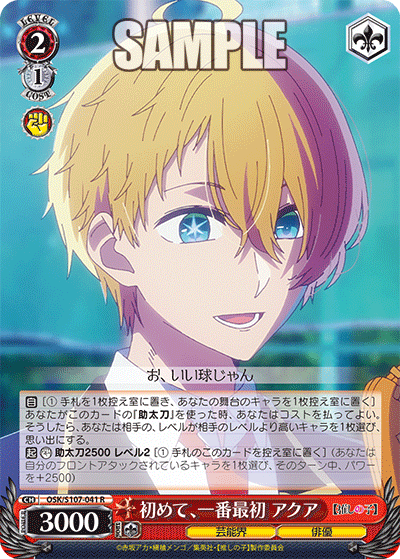 LEVEL
2
SAMPLE
1
COST
お、いい球じゃん
自 [① 手札を1枚控え室に置き、あなたの舞台のキャラを1枚控え室に置く]
あなたがこのカードの「助太刀」を使った時、あなたはコストを払ってよい。
そうしたら、あなたは相手の、レベルが相手のレベルより高いキャラを1枚選び、
思い出にする。
起 助太刀2500 レベル2 [① 手札のこのカードを控え室に置く] (あなたは
自分のフロントアタックされているキャラを1枚選び、そのターン中、パワー
を+2500)
CH OSK/S107-041 R
3000
初めて、一番最初 アクア
【推しの子】
芸能界
俳優
©赤坂アカ×横槍メンゴ/集英社・【推しの子】製作委員会